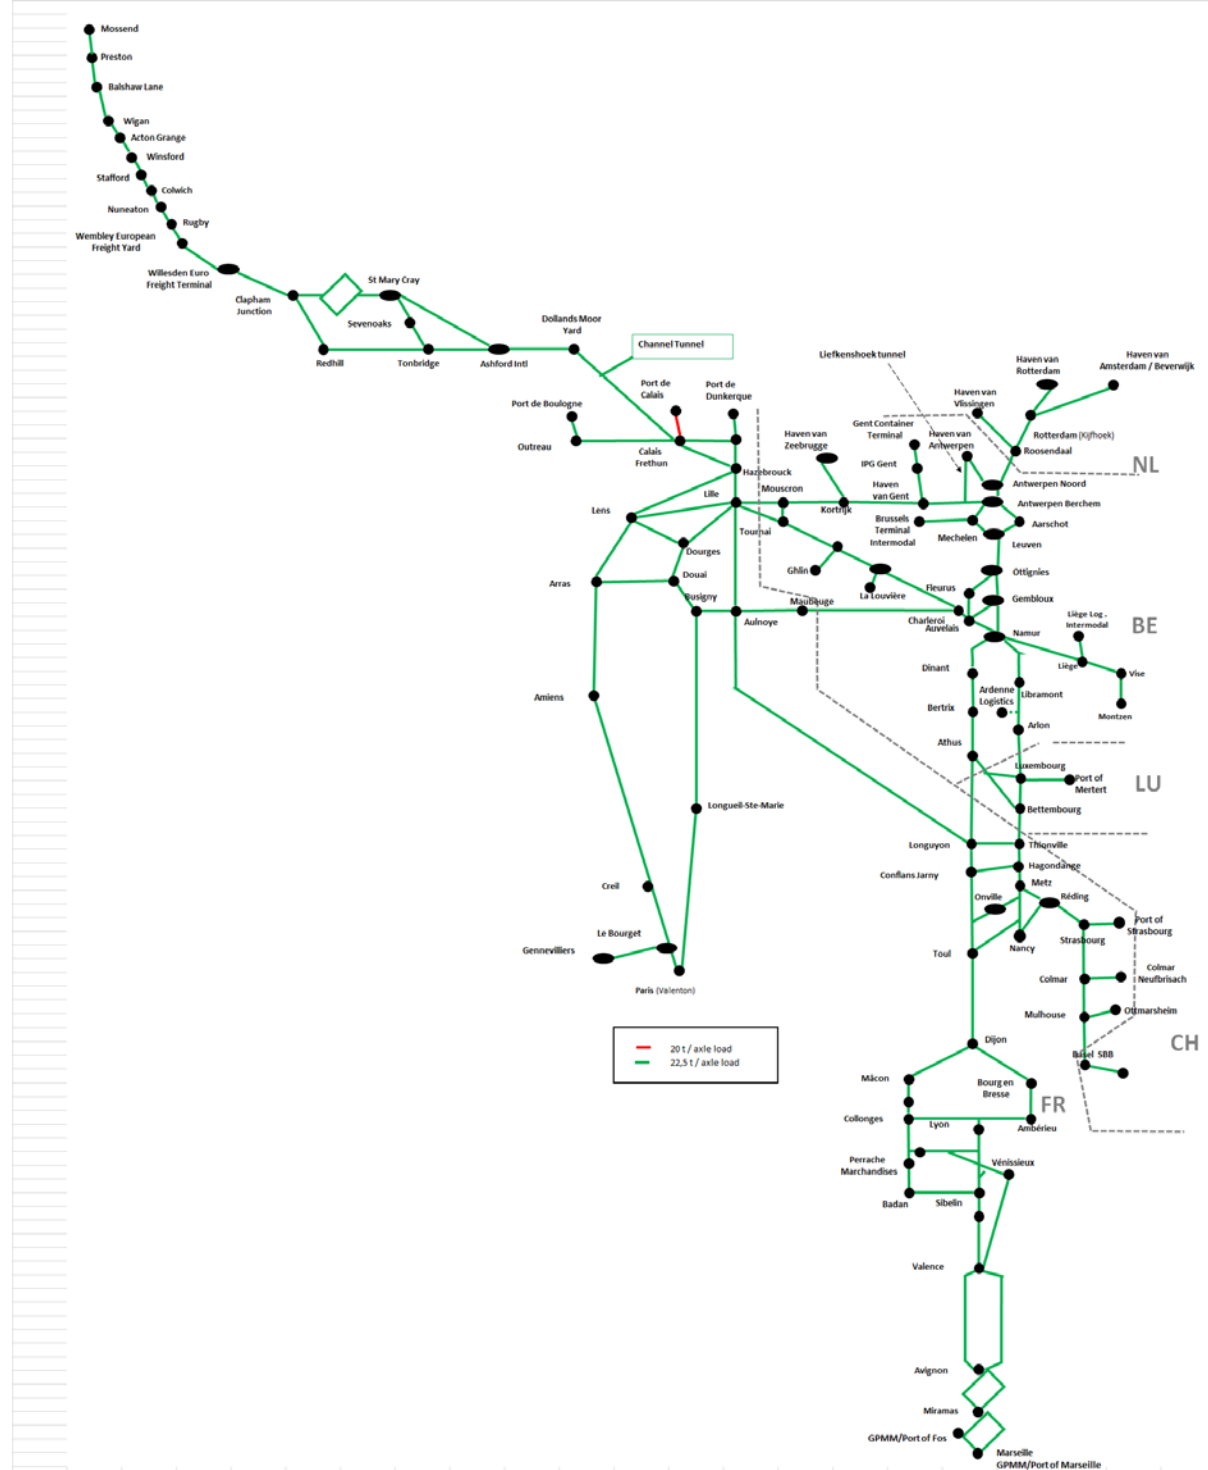 Mossend
Preston
Balshaw Lane
Wigan
Acton Grange
Winsford
Stafford
Colwich
Nuneaton
Rugby
Wembley European
Freight Yard
Willesden Euro
Freight Terminal
Clapham
Junction
St Mary Cray
Sevenoaks
Redhill
Tonbridge
Ashford Intl
Dollands Moor
Yard
Channel Tunnel
Port de
Calais
Port de
Dunkerque
Port de Boulogne
Outreau
Calais
Frethun
Hazebrouck
Liefkenshoek tunnel
Haven van
Rotterdam
Haven van
Amsterdam / Beverwijk
Haven van
Vlissingen
Gent Container
Terminal
Haven van
Antwerpen
Rotterdam (Kijfhoek)
Roosendaal
NL
Haven van
Zeebrugge
IPG Gent
Haven
van Gent
Antwerpen Noord
Antwerpen Berchem
Lille
Mouscron
Kortrijk
Lens
Tournai
Brussels
Terminal
Intermodal
Mechelen
Aarschot
Leuven
Dourges
Douai
Arras
Busigny
Ghlin
La Louvière
Fleurus
Ottignies
Gembloux
Maubeuge
Aulnoye
Charleroi
Auvelais
Namur
Liège Log.
Intermodal
BE
Liège
Vise
Montzen
Dinant
Ardenne
Logistics
Libramont
Bertrix
Arlon
Amiens
Athus
Luxembourg
Port of
Mertert
LU
Bettembourg
Longueil-Ste-Marie
Longuyon
Thionville
Conflans Jarny
Hagondange
Metz
Creil
Onville
Réding
Port of
Strasbourg
Strasbourg
Le Bourget
Gennevilliers
Toul
Nancy
Paris (Valenton)
Colmar
Colmar
Neufbrisach
Mulhouse
Ottmarsheim
CH
20 t / axle load
22,5 t / axle load
Dijon
Basel SBB
Mâcon
Bourg en
Bresse
FR
Collonges
Lyon
Ambérieu
Perrache
Marchandises
Vénissieux
Badan
Sibelin
Valence
Avignon
Miramas
GPMM/Port of Fos
Marseille
GPMM/Port of Marseille